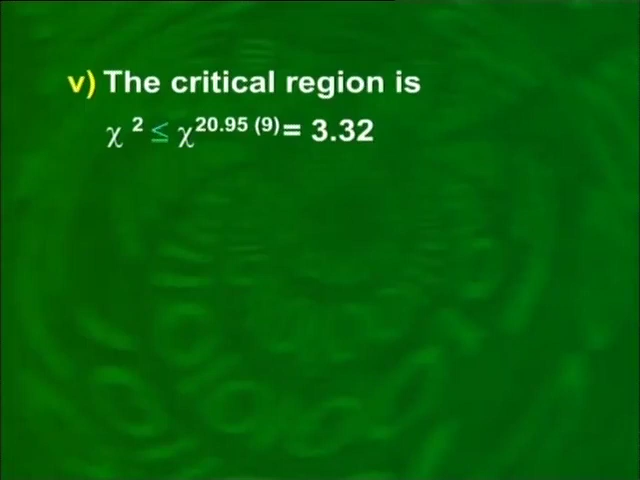 v) The critical region is
χ ² ≤ χ²⁰·⁹⁵ ⁽⁹⁾= 3.32